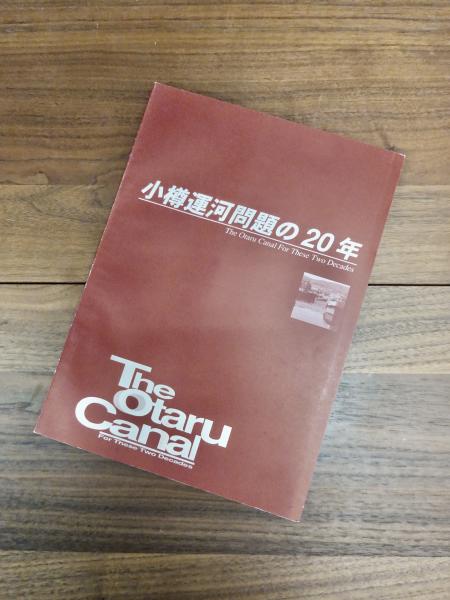 小樽運河問題の20年
The Otaru Canal For These Two Decades
The
Otaru
Canal
For These Two Decades